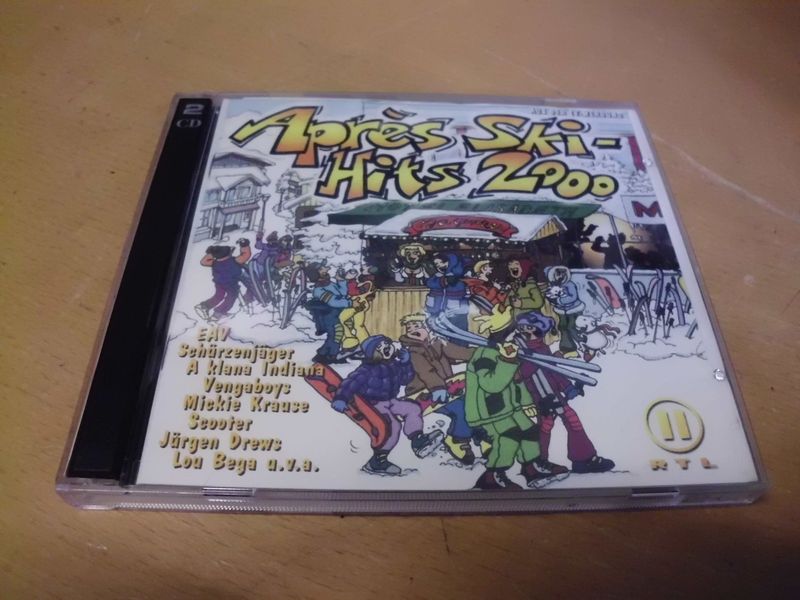 2
CD
Après Ski-
Hits 2000
M
EAV
Schürzenjäger
A klana Indiana
Vengaboys
Mickie Krause
Scooter
Jürgen Drews
Lou Bega u.v.a.
II
RTL